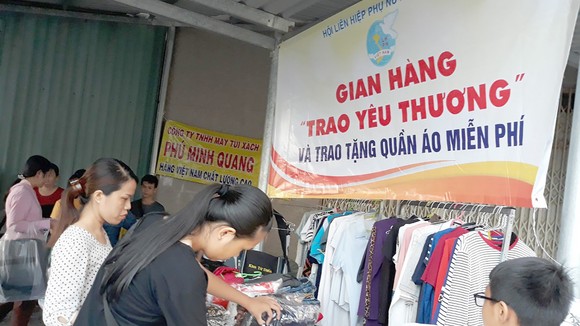 HỘI LIÊN HIỆP PHỤ NỮ
GIAN HÀNG
"TRAO YÊU THƯƠNG"
VÀ TRAO TẶNG QUẦN ÁO MIỄN PHÍ
CÔNG TY TNHH MAY TÚI XÁCH
PHÚ MINH QUANG
HÀNG VIỆT NAM CHẤT LƯỢNG CAO